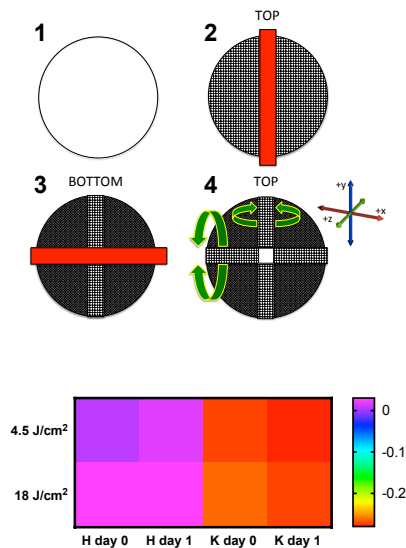 1
2
TOP
3
BOTTOM
4
TOP
+y
+x
+z
4.5 J/cm²
18 J/cm²
H day 0
H day 1
K day 0
K day 1
0
-0.1
-0.2